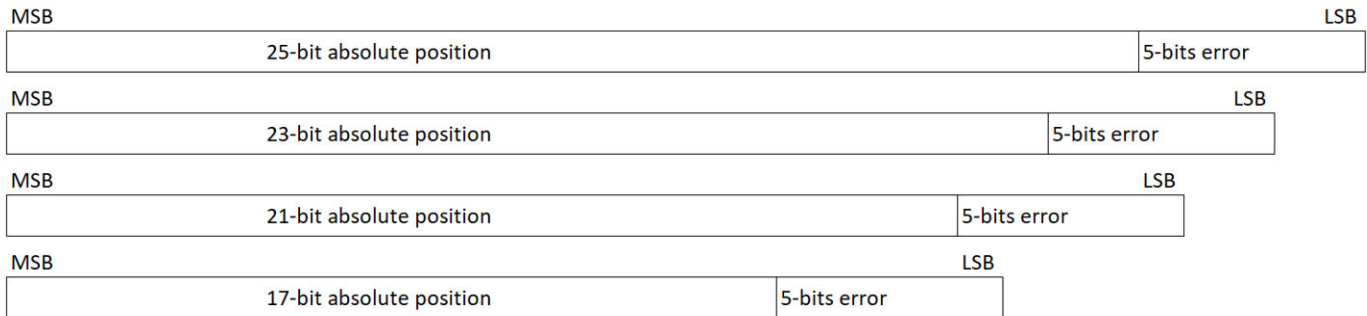 MSB LSB
25-bit absolute position 5-bits error
MSB LSB
23-bit absolute position 5-bits error
MSB LSB
21-bit absolute position 5-bits error
MSB LSB
17-bit absolute position 5-bits error